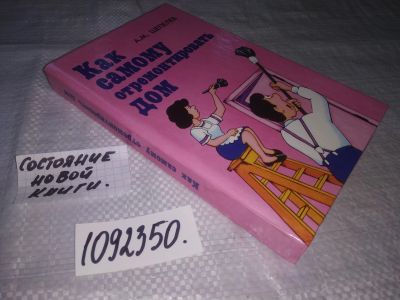 А.М. ШЕПЕЛЕВ
Как
самому
отремонтировать
дом
Как самому отремонтировать дом
СОСТОЯНИЕ
НОВОЙ
КНИГИ.
1092350.